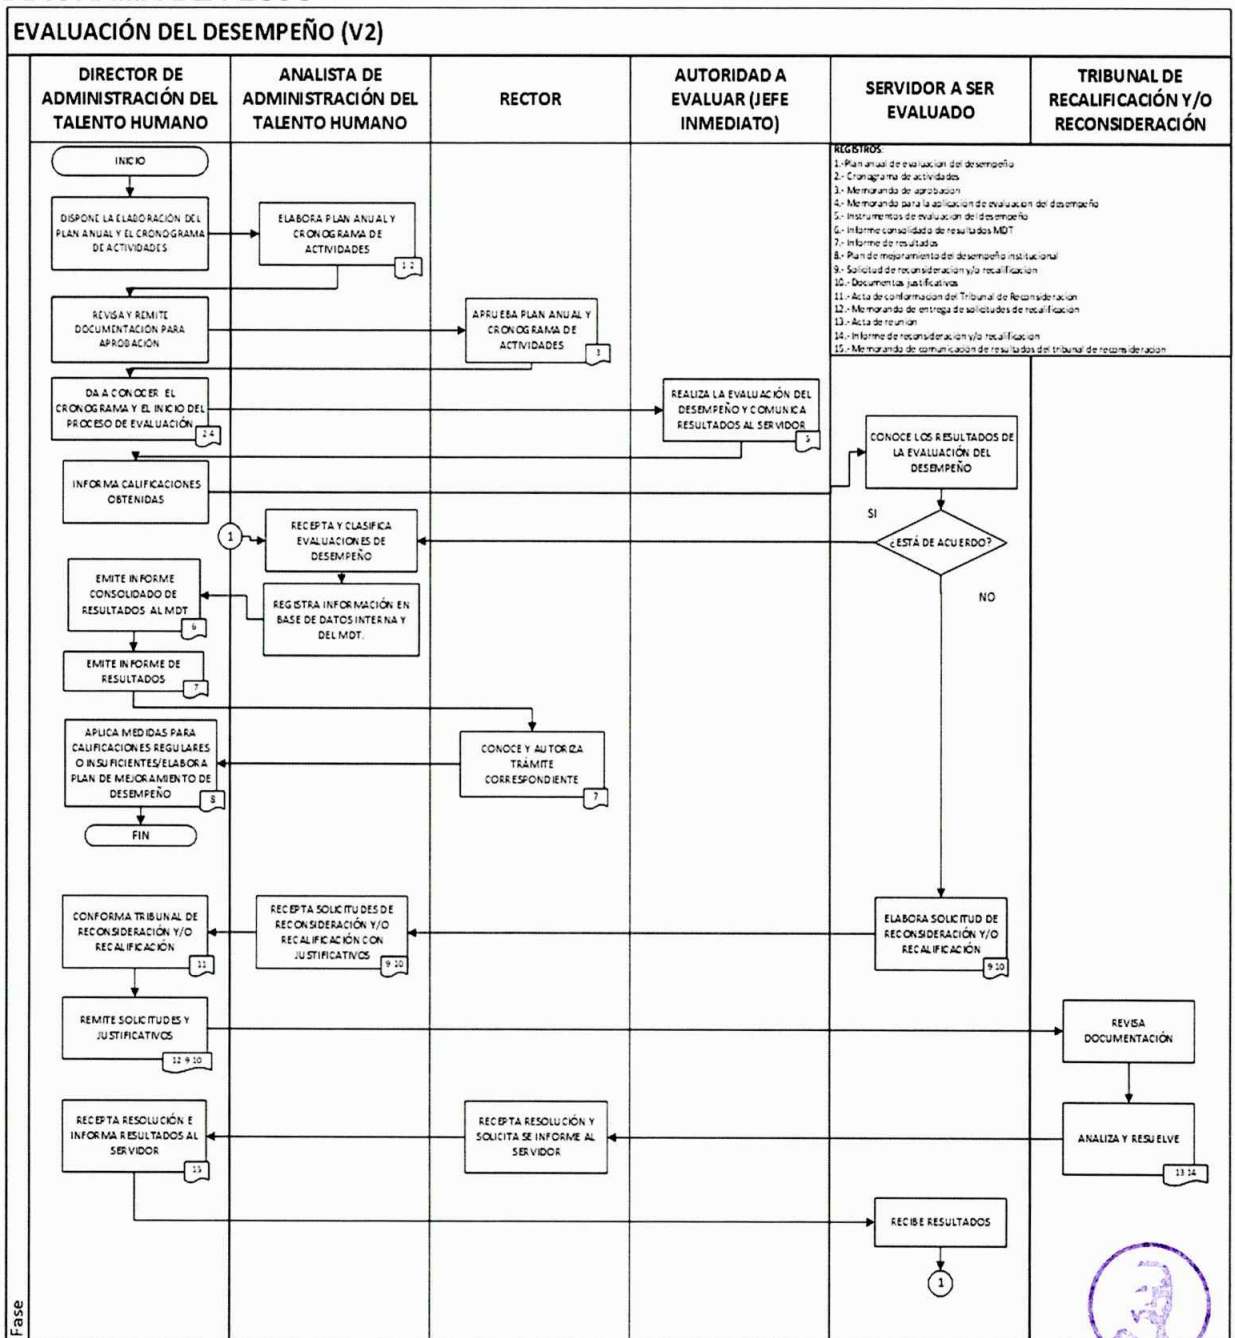 EVALUACIÓN DEL DESEMPEÑO (V2)
DIRECTOR DE
ADMINISTRACIÓN DEL
TALENTO HUMANO
ANALISTA DE
ADMINISTRACIÓN DEL
TALENTO HUMANO
RECTOR
AUTORIDAD A
EVALUAR (JEFE
INMEDIATO)
SERVIDOR A SER
EVALUADO
TRIBUNAL DE
RECALIFICACIÓN Y/O
RECONSIDERACIÓN
REGISTROS:
1.-Plan anual de evaluacion del desempeño
2.- Cronograma de actividades
3.- Memorando de aprobacion
4.- Memorando para la aplicacion de evaluacion del desempeño
5.- Instrumentos de evaluacion del desempeño
6.- Informe consolidado de resultados MDT
7.- Informe de resultados
8.- Plan de mejoramiento del desempeño institucional
9.- Solicitud de reconsideracion y/o recalificacion
10.- Documentos justificativos
11.- Acta de conformacion del Tribunal de Reconsideracion
12.- Memorando de entrega de solicitudes de recalificacion
13.- Acta de reunion
14.- Informe de reconsideracion y/o recalificacion
15.- Memorando de comunicación de resultados del tribunal de reconsideracion
INICIO
DISPONE LA ELABORACIÓN DEL
PLAN ANUAL Y EL CRONOGRAMA
DE ACTIVIDADES
ELABORA PLAN ANUAL Y
CRONOGRAMA DE
ACTIVIDADES
1 2
REVISA Y REMITE
DOCUMENTACIÓN PARA
APROBACIÓN
APRUEBA PLAN ANUAL Y
CRONOGRAMA DE
ACTIVIDADES
3
DA A CONOCER EL
CRONOGRAMA Y EL INICIO DEL
PROCESO DE EVALUACIÓN
2 4
REALIZA LA EVALUACIÓN DEL
DESEMPEÑO Y COMUNICA
RESULTADOS AL SERVIDOR
5
CONOCE LOS RESULTADOS DE
LA EVALUACIÓN DEL
DESEMPEÑO
INFORMA CALIFICACIONES
OBTENIDAS
SI
¿ESTÁ DE ACUERDO?
NO
1
RECEPTA Y CLASIFICA
EVALUACIONES DE
DESEMPEÑO
EMITE INFORME
CONSOLIDADO DE
RESULTADOS AL MDT
6
REGISTRA INFORMACIÓN EN
BASE DE DATOS INTERNA Y
DEL MDT.
EMITE INFORME DE
RESULTADOS
7
APLICA MEDIDAS PARA
CALIFICACIONES REGULARES
O INSUFICIENTES/ELABORA
PLAN DE MEJORAMIENTO DE
DESEMPEÑO
8
CONOCE Y AUTORIZA
TRÁMITE
CORRESPONDIENTE
7
FIN
CONFORMA TRIBUNAL DE
RECONSIDERACIÓN Y/O
RECALIFICACIÓN
11
RECEPTA SOLICITUDES DE
RECONSIDERACIÓN Y/O
RECALIFICACIÓN CON
JUSTIFICATIVOS
9 10
ELABORA SOLICITUD DE
RECONSIDERACIÓN Y/O
RECALIFICACIÓN
9 10
REMITE SOLICITUDES Y
JUSTIFICATIVOS
12 9 10
REVISA
DOCUMENTACIÓN
RECEPTA RESOLUCIÓN E
INFORMA RESULTADOS AL
SERVIDOR
15
RECEPTA RESOLUCIÓN Y
SOLICITA SE INFORME AL
SERVIDOR
ANALIZA Y RESUELVE
13 14
RECIBE RESULTADOS
1
Fase